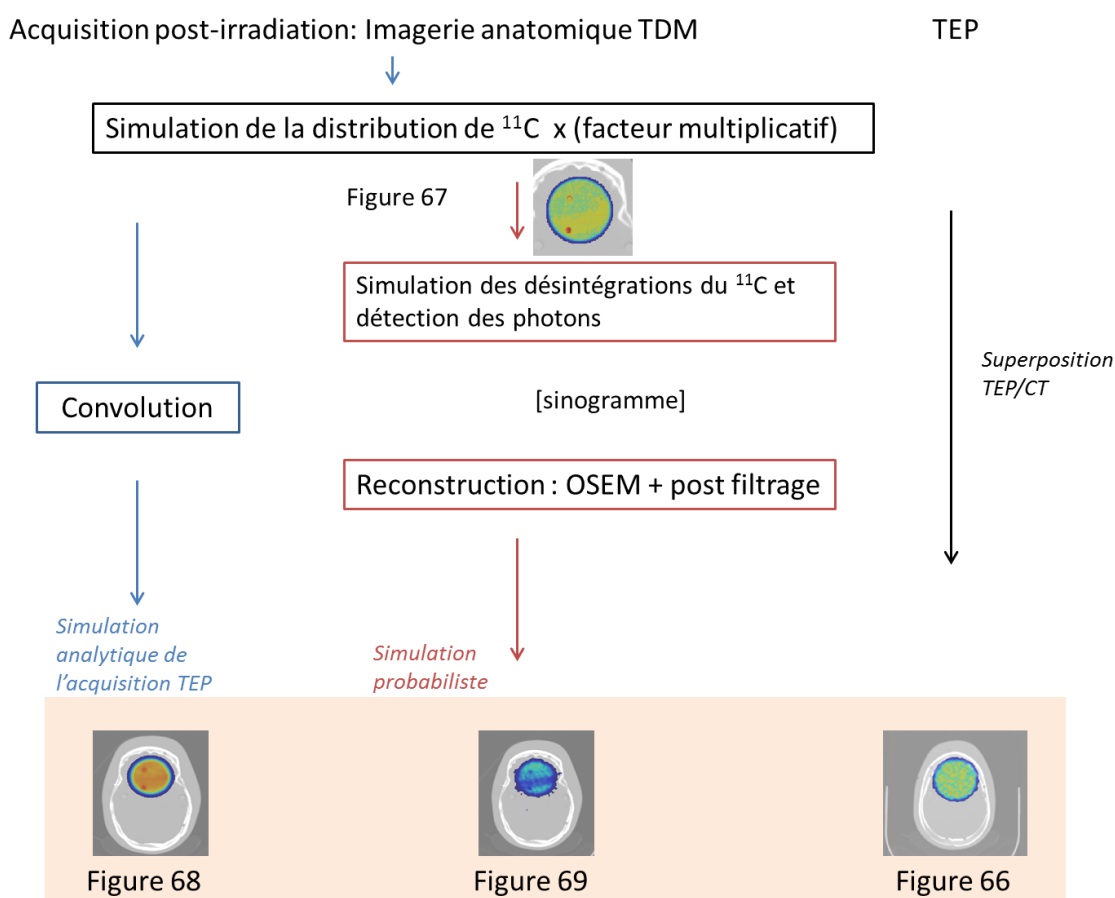 Acquisition post-irradiation: Imagerie anatomique TDM
TEP
Simulation de la distribution de ¹¹C x (facteur multiplicatif)
Figure 67
Simulation des désintégrations du ¹¹C et
détection des photons
Superposition
TEP/CT
Convolution
[sinogramme]
Reconstruction : OSEM + post filtrage
Simulation
analytique de
l'acquisition TEP
Simulation
probabiliste
Figure 68
Figure 69
Figure 66